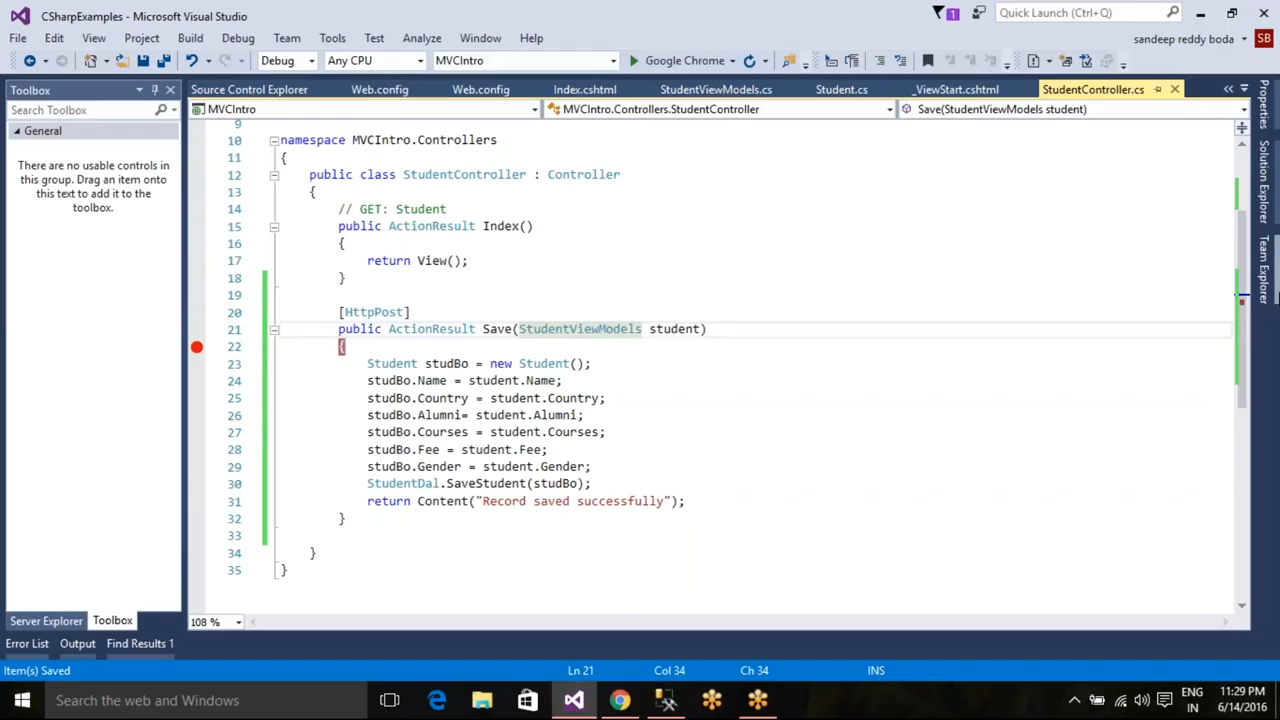 CSharpExamples - Microsoft Visual Studio
1
Quick Launch (Ctrl+Q)
File Edit View Project Build Debug Team Tools Test Analyze Window Help
sandeep reddy boda SB
Debug Any CPU MVCIntro Google Chrome
Toolbox
Source Control Explorer Web.config Web.config Index.cshtml StudentViewModels.cs Student.cs _ViewStart.cshtml StudentController.cs
Search Toolbox
MVCIntro MVCIntro.Controllers.StudentController Save(StudentViewModels student)
General
There are no usable controls in
this group. Drag an item onto
this text to add it to the
toolbox.
9
10 namespace MVCIntro.Controllers
11 {
12 public class StudentController : Controller
13 {
14 // GET: Student
15 public ActionResult Index()
16 {
17 return View();
18 }
19
20 [HttpPost]
21 public ActionResult Save(StudentViewModels student)
22 {
23 Student studBo = new Student();
24 studBo.Name = student.Name;
25 studBo.Country = student.Country;
26 studBo.Alumni= student.Alumni;
27 studBo.Courses = student.Courses;
28 studBo.Fee = student.Fee;
29 studBo.Gender = student.Gender;
30 StudentDal.SaveStudent(studBo);
31 return Content("Record saved successfully");
32 }
33
34 }
35 }
Properties
Solution Explorer
Team Explorer
108 %
Server Explorer Toolbox
Error List Output Find Results 1
Item(s) Saved Ln 21 Col 34 Ch 34 INS
Search the web and Windows
ENG
IN
11:29 PM
6/14/2016